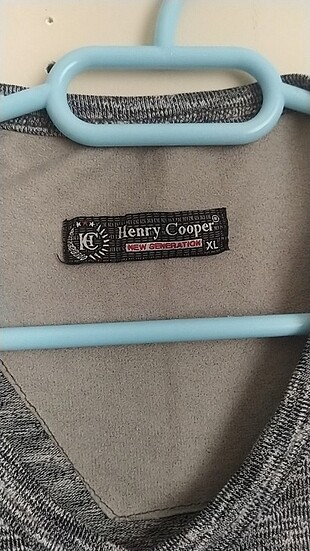 HC
Henry Cooper®
NEW GENERATION XL